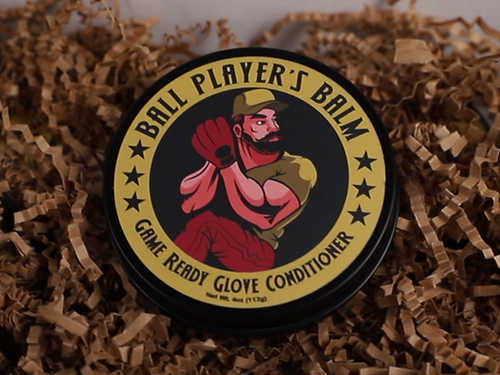 BALL PLAYER'S BALM
GAME READY GLOVE CONDITIONER
Net Wt. 4oz (113g)